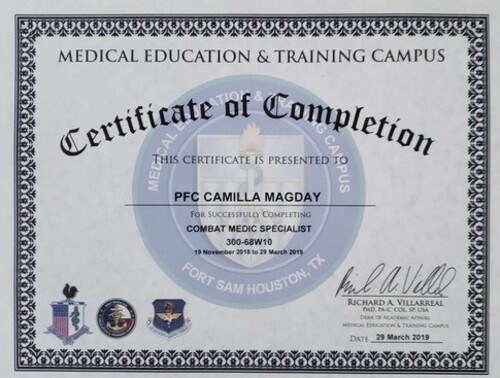 MEDICAL EDUCATION & TRAINING CAMPUS
Certificate of Completion
THIS CERTIFICATE IS PRESENTED TO
PFC CAMILLA MAGDAY
FOR SUCCESSFULLY COMPLETING
COMBAT MEDIC SPECIALIST
300-68W10
19 November 2018 to 29 March 2019
MEDICAL EDUCATION & TRAINING CAMPUS
FORT SAM HOUSTON, TX
RICHARD A. VILLARREAL
PHD, PA-C, COL, SP, USA
DEAN OF ACADEMIC AFFAIRS
MEDICAL EDUCATION & TRAINING CAMPUS
DATE 29 March 2019